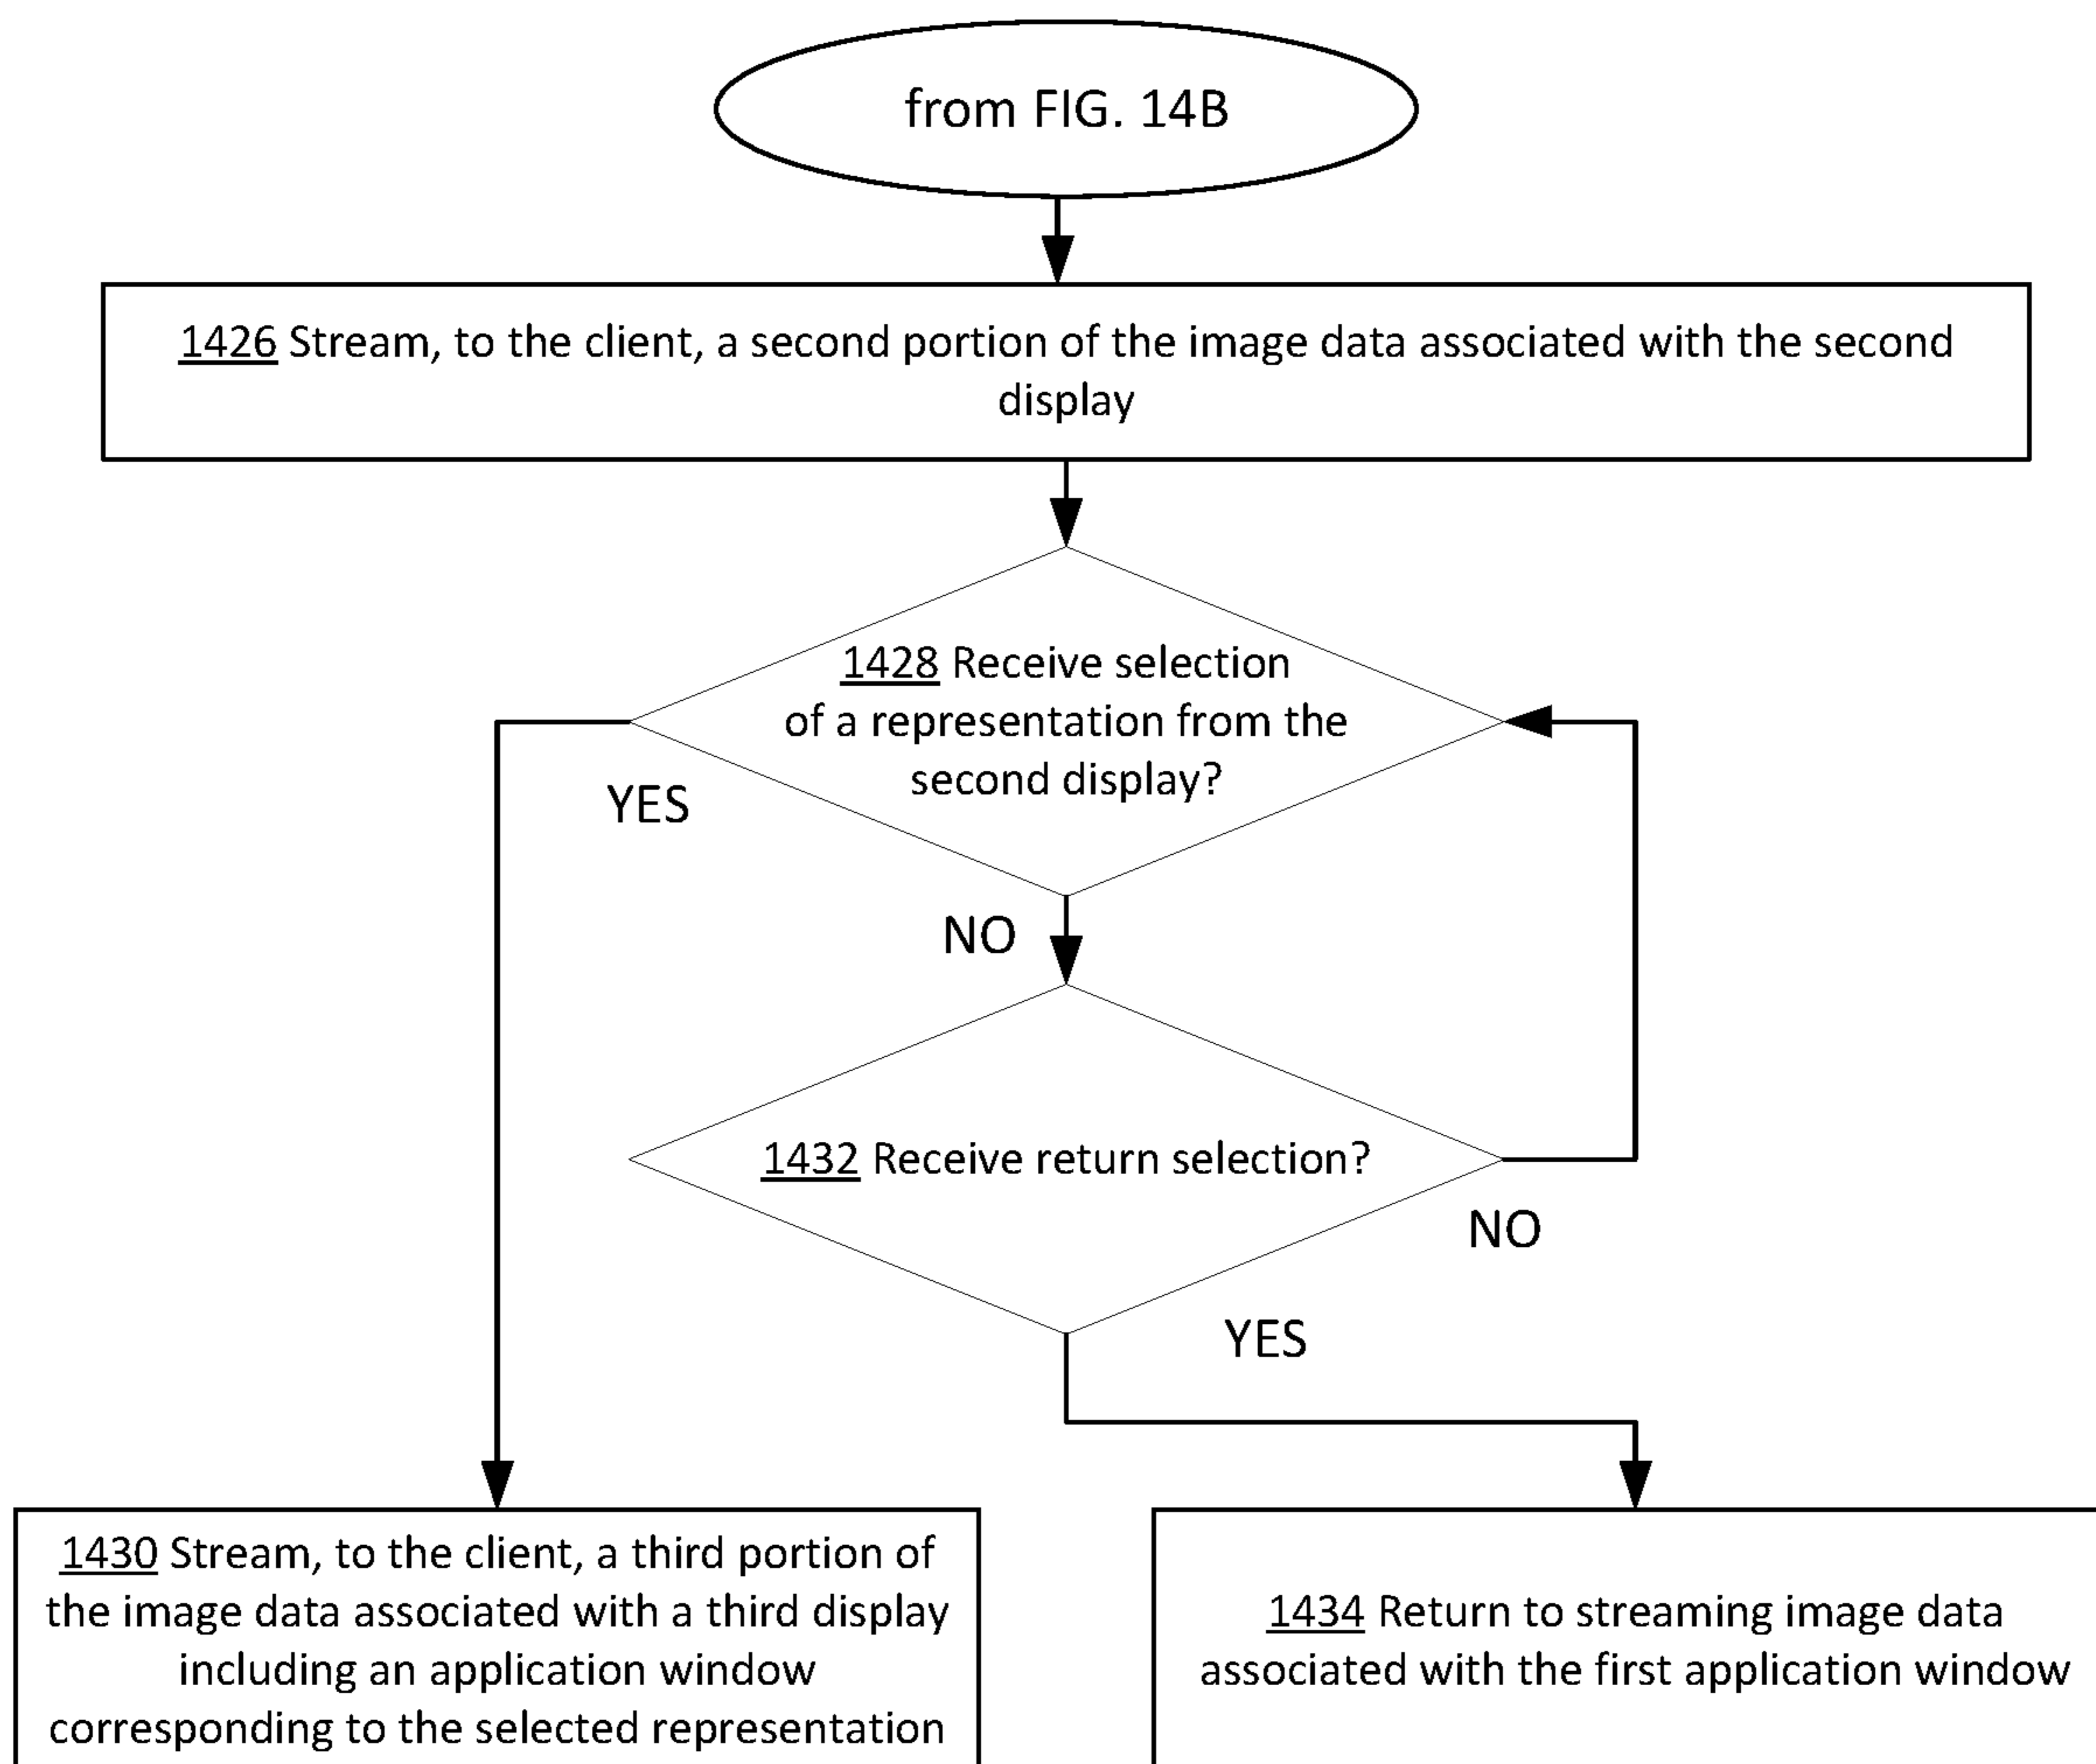 from FIG. 14B
1426 Stream, to the client, a second portion of the image data associated with the second
display
1428 Receive selection
of a representation from the
second display?
YES
NO
1432 Receive return selection?
NO
YES
1430 Stream, to the client, a third portion of
the image data associated with a third display
including an application window
corresponding to the selected representation
1434 Return to streaming image data
associated with the first application window